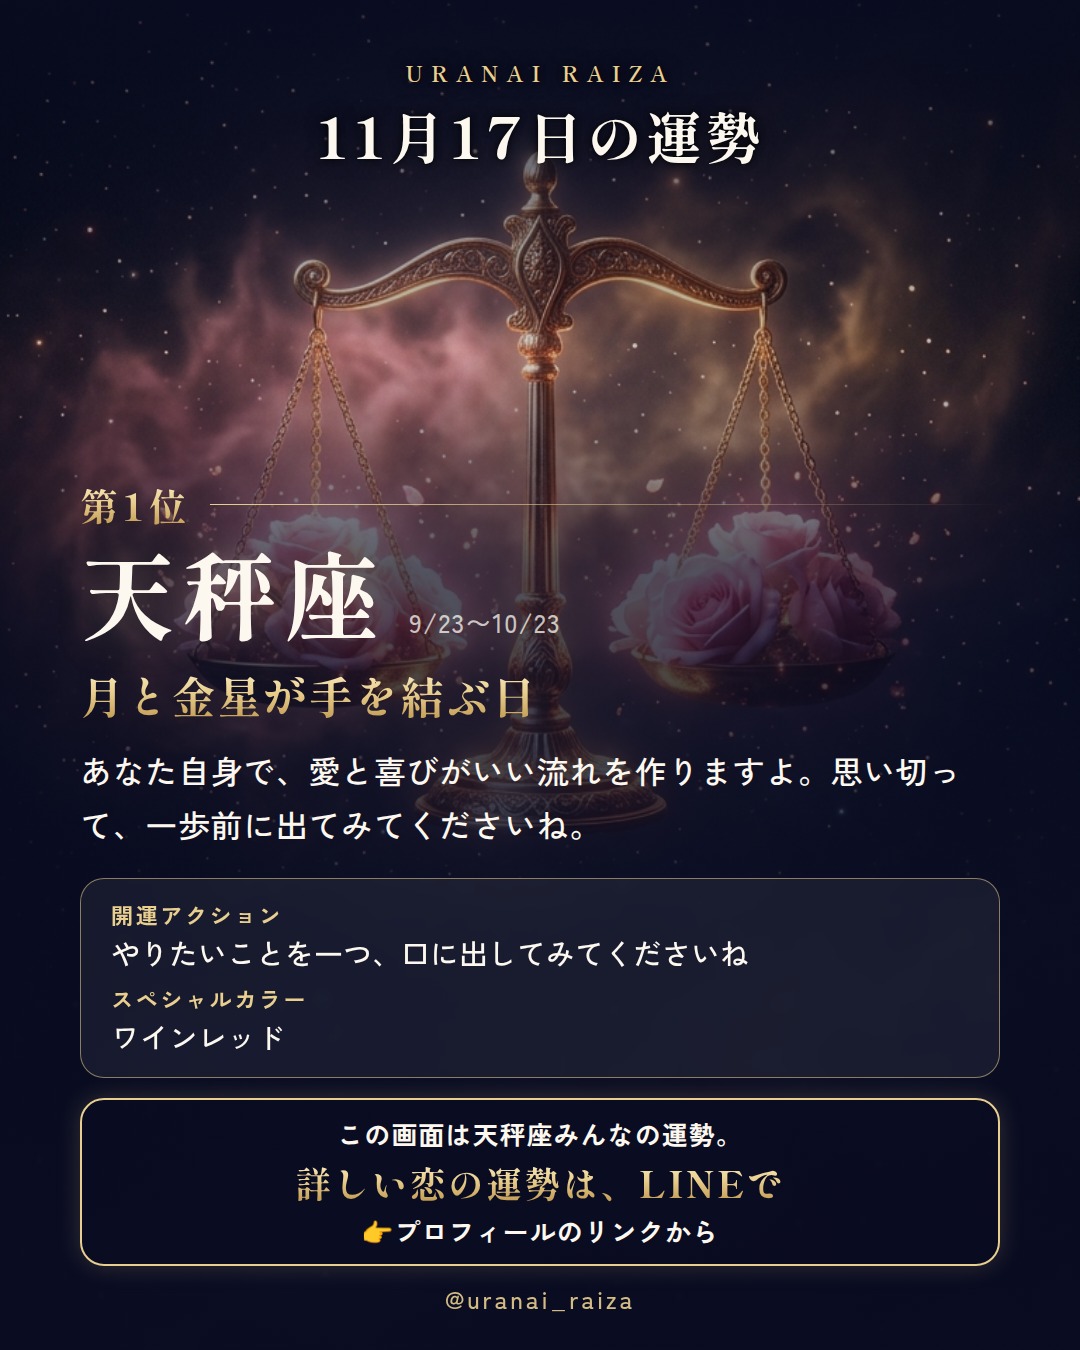 URANAI RAIZA
11月17日の運勢
第1位
天秤座 9/23〜10/23
月と金星が手を結ぶ日
あなた自身で、愛と喜びがいい流れを作りますよ。思い切っ
て、一歩前に出てみてくださいね。
開運アクション
やりたいことを一つ、口に出してみてくださいね
スペシャルカラー
ワインレッド
この画面は天秤座みんなの運勢。
詳しい恋の運勢は、LINEで
👉プロフィールのリンクから
@uranai_raiza